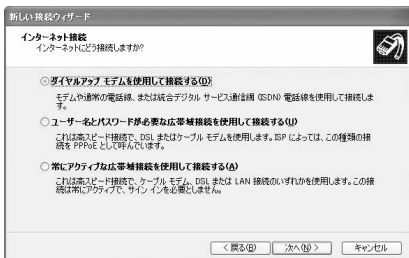 新しい接続ウィザード
インターネット接続
インターネットにどう接続しますか?
ダイヤルアップ モデムを使用して接続する(D)
モデムや通常の電話線、または統合デジタル サービス通信網 (ISDN) 電話線を使用して接続しま
す。
ユーザー名とパスワードが必要な広帯域接続を使用して接続する(U)
これは高スピード接続で、DSL またはケーブル モデムを使用します。ISP によっては、この種類の接
続を PPPoE として呼んでいます。
常にアクティブな広帯域接続を使用して接続する(A)
これは高スピード接続で、ケーブル モデム、DSL または LAN 接続のいずれかを使用します。この接
続は常にアクティブで、サイン インを必要としません。
< 戻る(B)
次へ(N) >
キャンセル